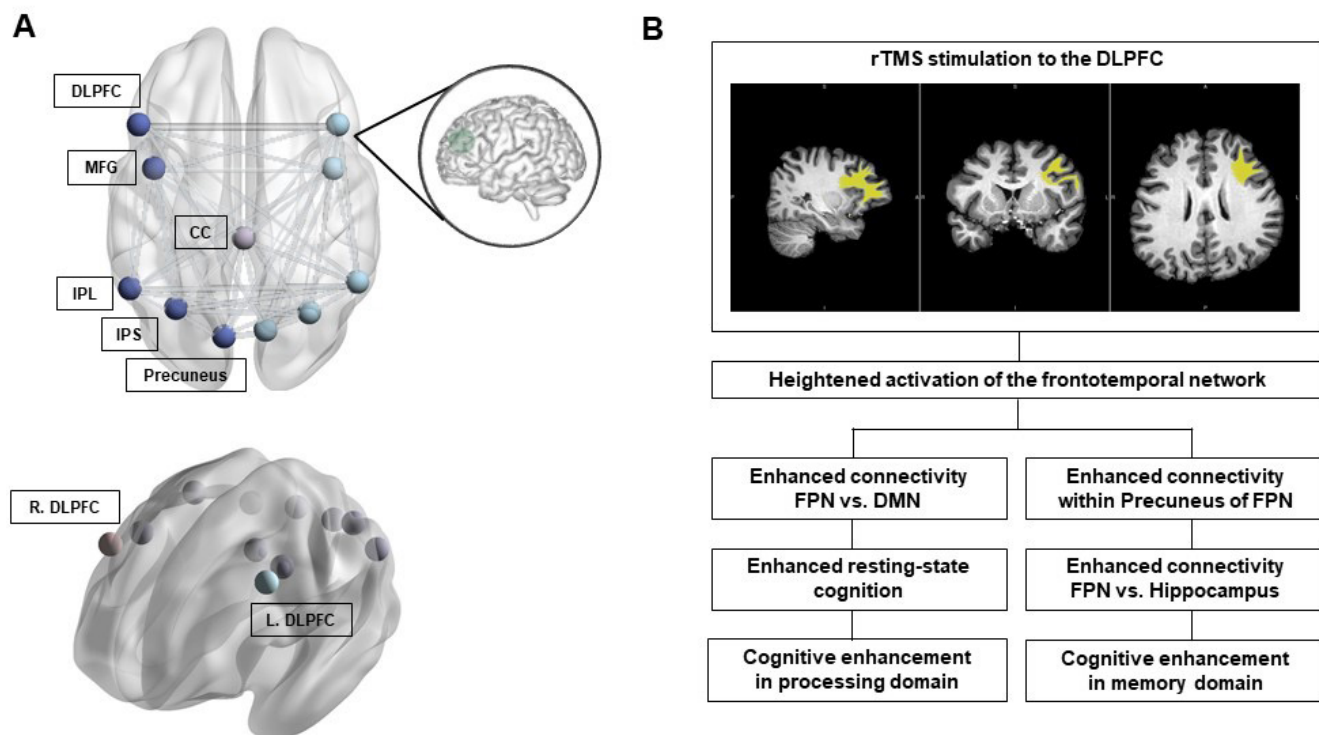 A
DLPFC
MFG
CC
IPL
IPS
Precuneus
R. DLPFC
L. DLPFC
B
rTMS stimulation to the DLPFC
Heightened activation of the frontotemporal network
Enhanced connectivity
FPN vs. DMN
Enhanced connectivity
within Precuneus of FPN
Enhanced resting-state
cognition
Enhanced connectivity
FPN vs. Hippocampus
Cognitive enhancement
in processing domain
Cognitive enhancement
in memory domain